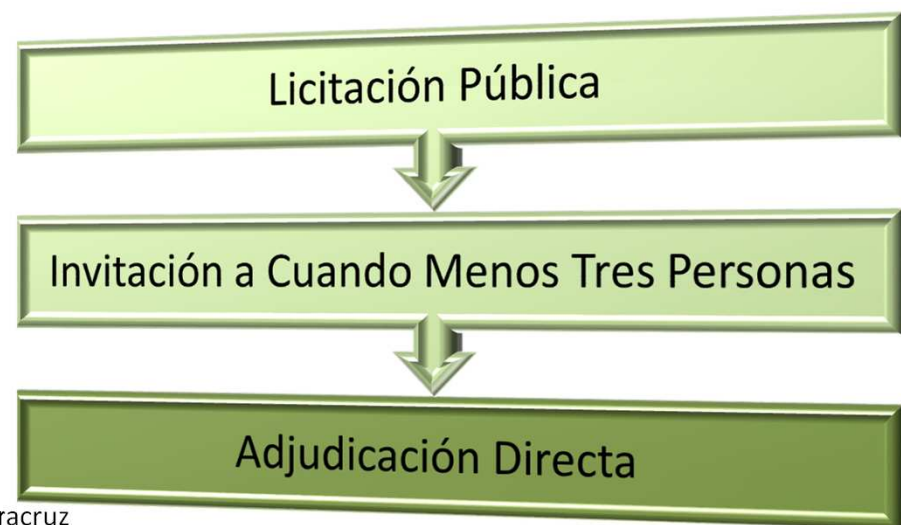 Licitación Pública
Invitación a Cuando Menos Tres Personas
Adjudicación Directa
racruz